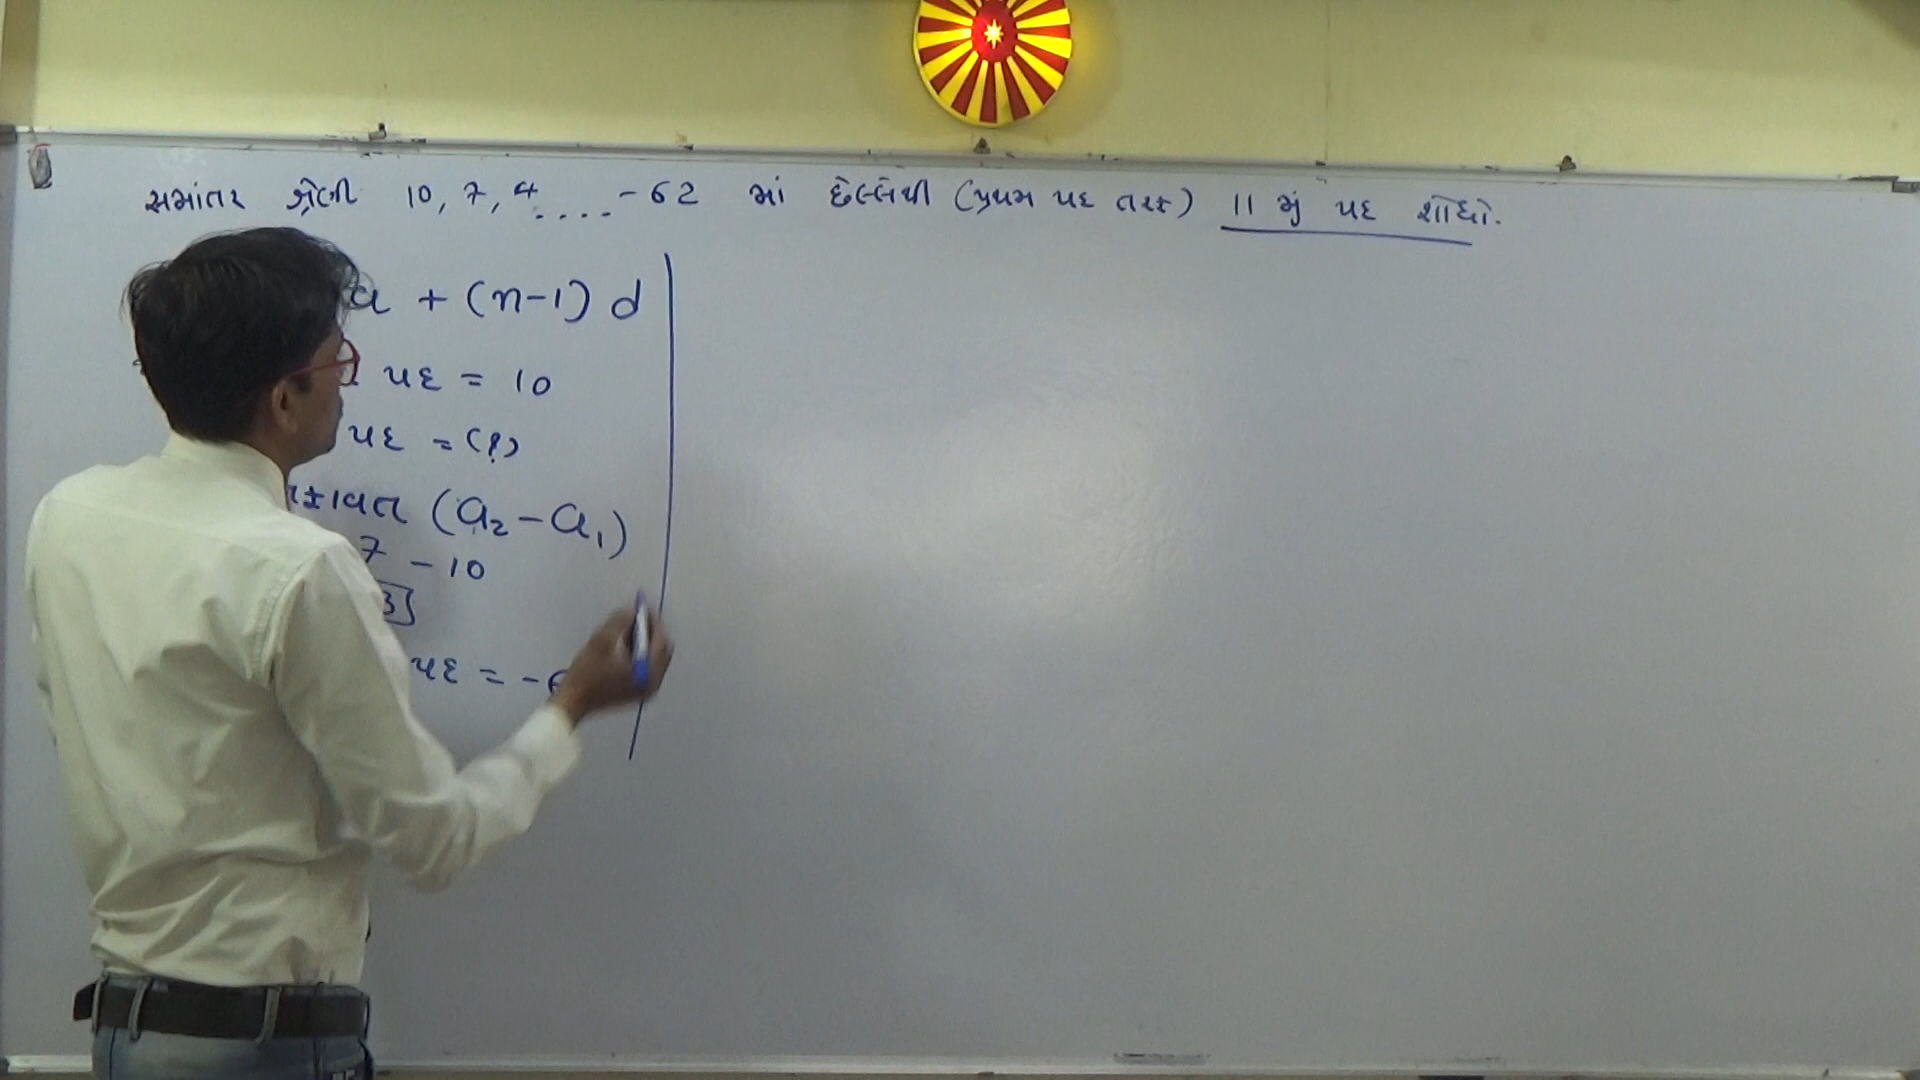 સમાંતર શ્રેણી 10, 7, 4 .... -62 માં છેલ્લેથી (પ્રથમ પદ તરફ) 11 મું પદ શોધો.
a + (n-1) d
પદ = 10
પદ = (?)
(a₂ - a₁)
7 - 10
3
પદ = -6